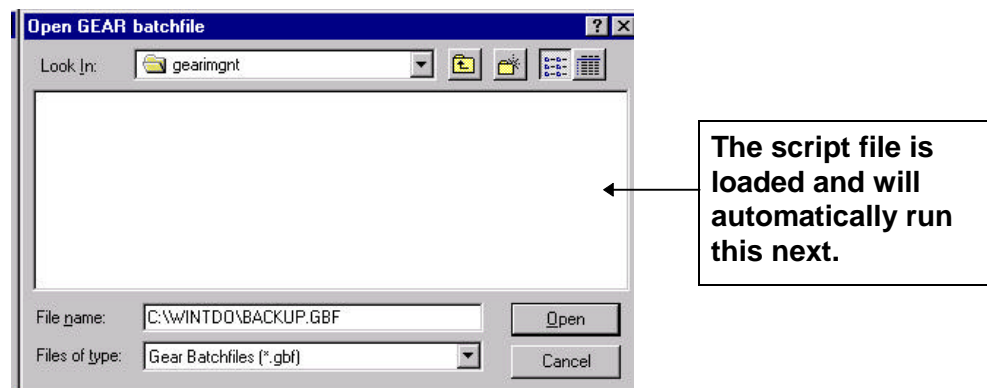 Open GEAR batchfile
Look In: gearimgnt
The script file is
loaded and will
automatically run
this next.
File name: C:\WINTDO\BACKUP.GBF Open
Files of type: Gear Batchfiles (*.gbf) Cancel